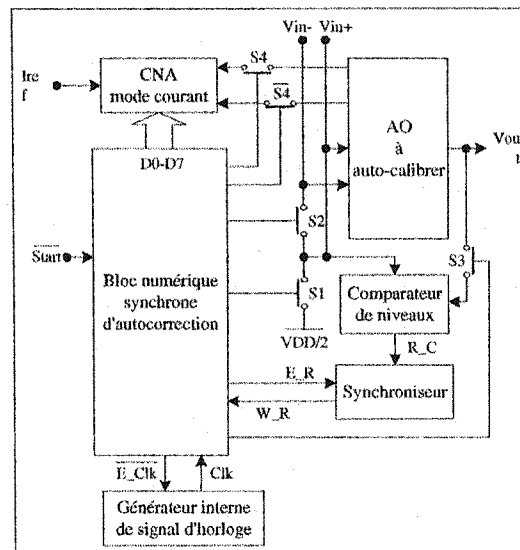 Vin- Vin+
Iref
CNA
mode courant
S4
S4
AO
à
auto-calibrer
Vout
D0-D7
S2
S3
Start
Bloc numérique
synchrone
d'autocorrection
S1
VDD/2
Comparateur
de niveaux
R_C
E_R
W_R
Synchroniseur
E_Clk
Clk
Générateur interne
de signal d'horloge